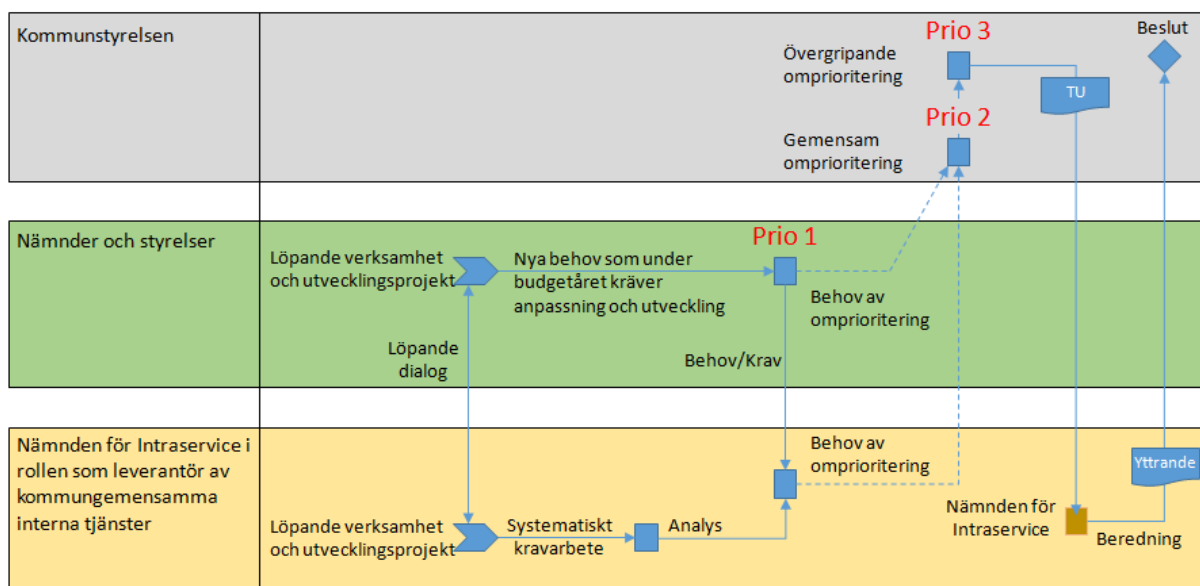 Kommunstyrelsen
Prio 3
Beslut
Övergripande
omprioritering
TU
Prio 2
Gemensam
omprioritering
Nämnder och styrelser
Prio 1
Löpande verksamhet
och utvecklingsprojekt
Nya behov som under
budgetåret kräver
anpassning och utveckling
Behov av
omprioritering
Löpande
dialog
Behov/Krav
Nämnden för Intraservice i
rollen som leverantör av
kommungemensamma
interna tjänster
Behov av
omprioritering
Yttrande
Löpande verksamhet
och utvecklingsprojekt
Systematiskt
kravarbete
Analys
Nämnden för
Intraservice
Beredning